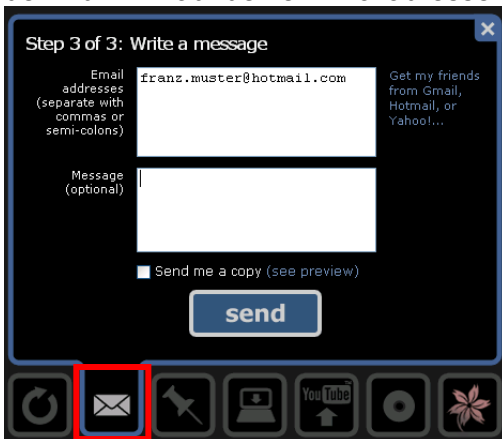 Step 3 of 3: Write a message
Email
addresses
(separate with
commas or
semi-colons)
franz.muster@hotmail.com
Get my friends
from Gmail,
Hotmail, or
Yahoo!...
Message
(optional)
Send me a copy (see preview)
send
You Tube